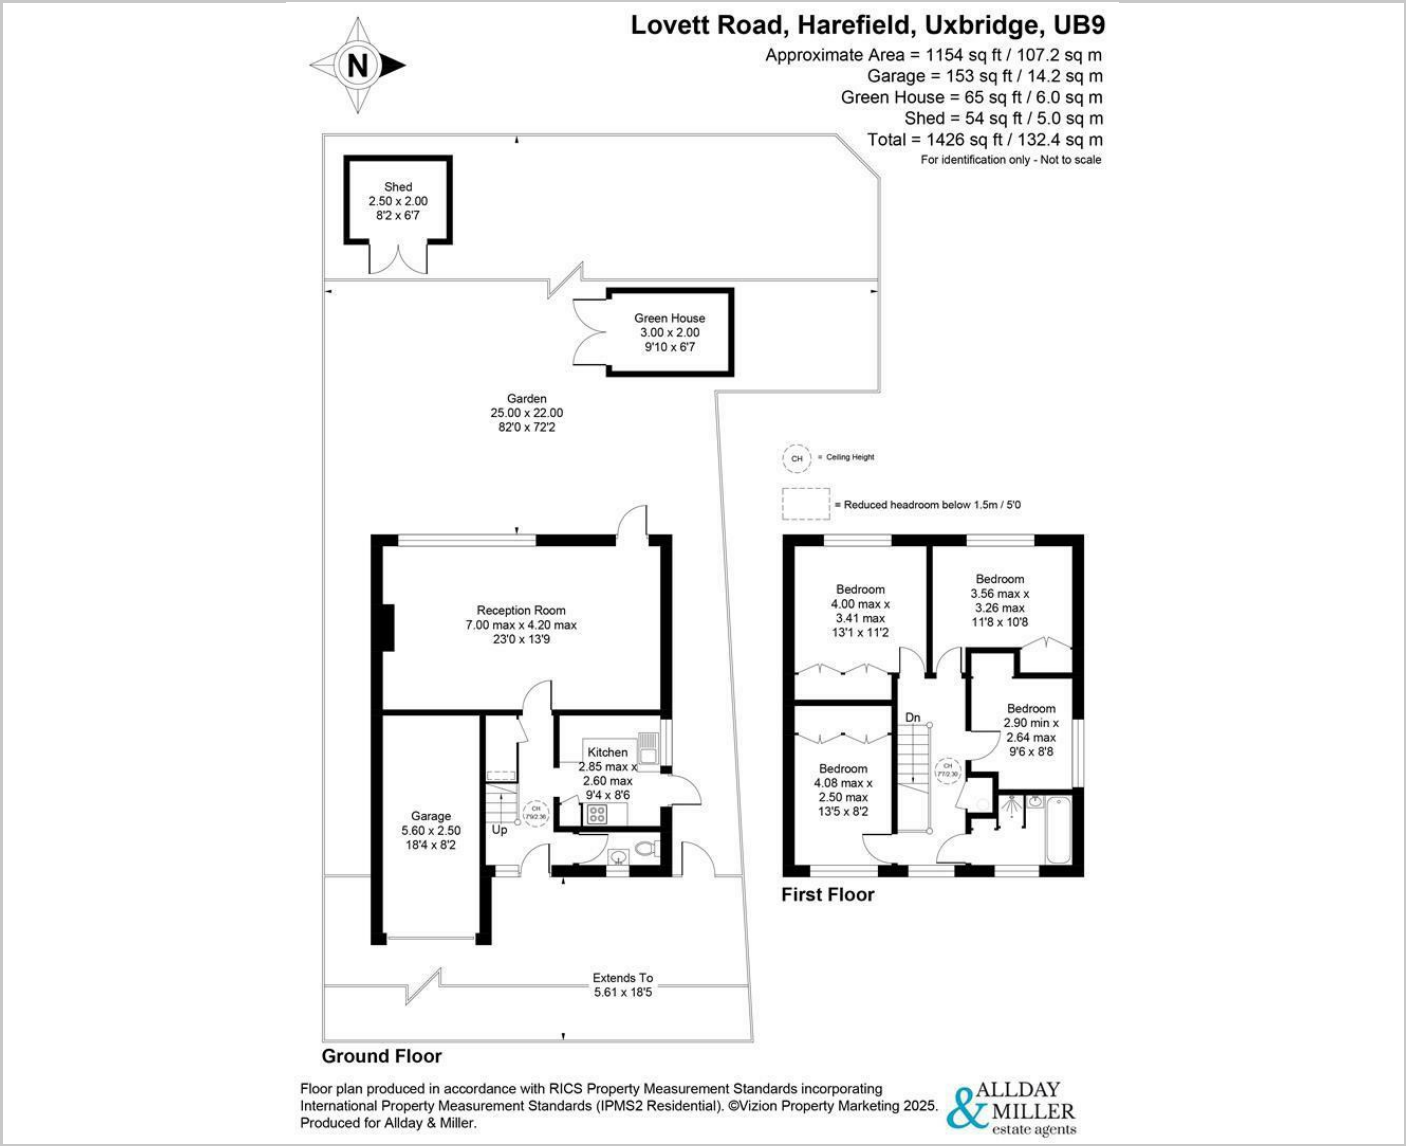 N
Lovett Road, Harefield, Uxbridge, UB9
Approximate Area = 1154 sq ft / 107.2 sq m
Garage = 153 sq ft / 14.2 sq m
Green House = 65 sq ft / 6.0 sq m
Shed = 54 sq ft / 5.0 sq m
Total = 1426 sq ft / 132.4 sq m
For identification only - Not to scale
Shed
2.50 x 2.00
8'2 x 6'7
Green House
3.00 x 2.00
9'10 x 6'7
Garden
25.00 x 22.00
82'0 x 72'2
CH = Ceiling Height
= Reduced headroom below 1.5m / 5'0
Reception Room
7.00 max x 4.20 max
23'0 x 13'9
Kitchen
2.85 max x
2.60 max
9'4 x 8'6
Garage
5.60 x 2.50
18'4 x 8'2
Up
CH
Extends To
5.61 x 18'5
Ground Floor
Bedroom
4.00 max x
3.41 max
13'1 x 11'2
Bedroom
3.56 max x
3.26 max
11'8 x 10'8
Bedroom
2.90 min x
2.64 max
9'6 x 8'8
Dn
CH
Bedroom
4.08 max x
2.50 max
13'5 x 8'2
First Floor
Floor plan produced in accordance with RICS Property Measurement Standards incorporating
International Property Measurement Standards (IPMS2 Residential). ©Vizion Property Marketing 2025.
Produced for Allday & Miller.
ALLDAY
& MILLER
estate agents